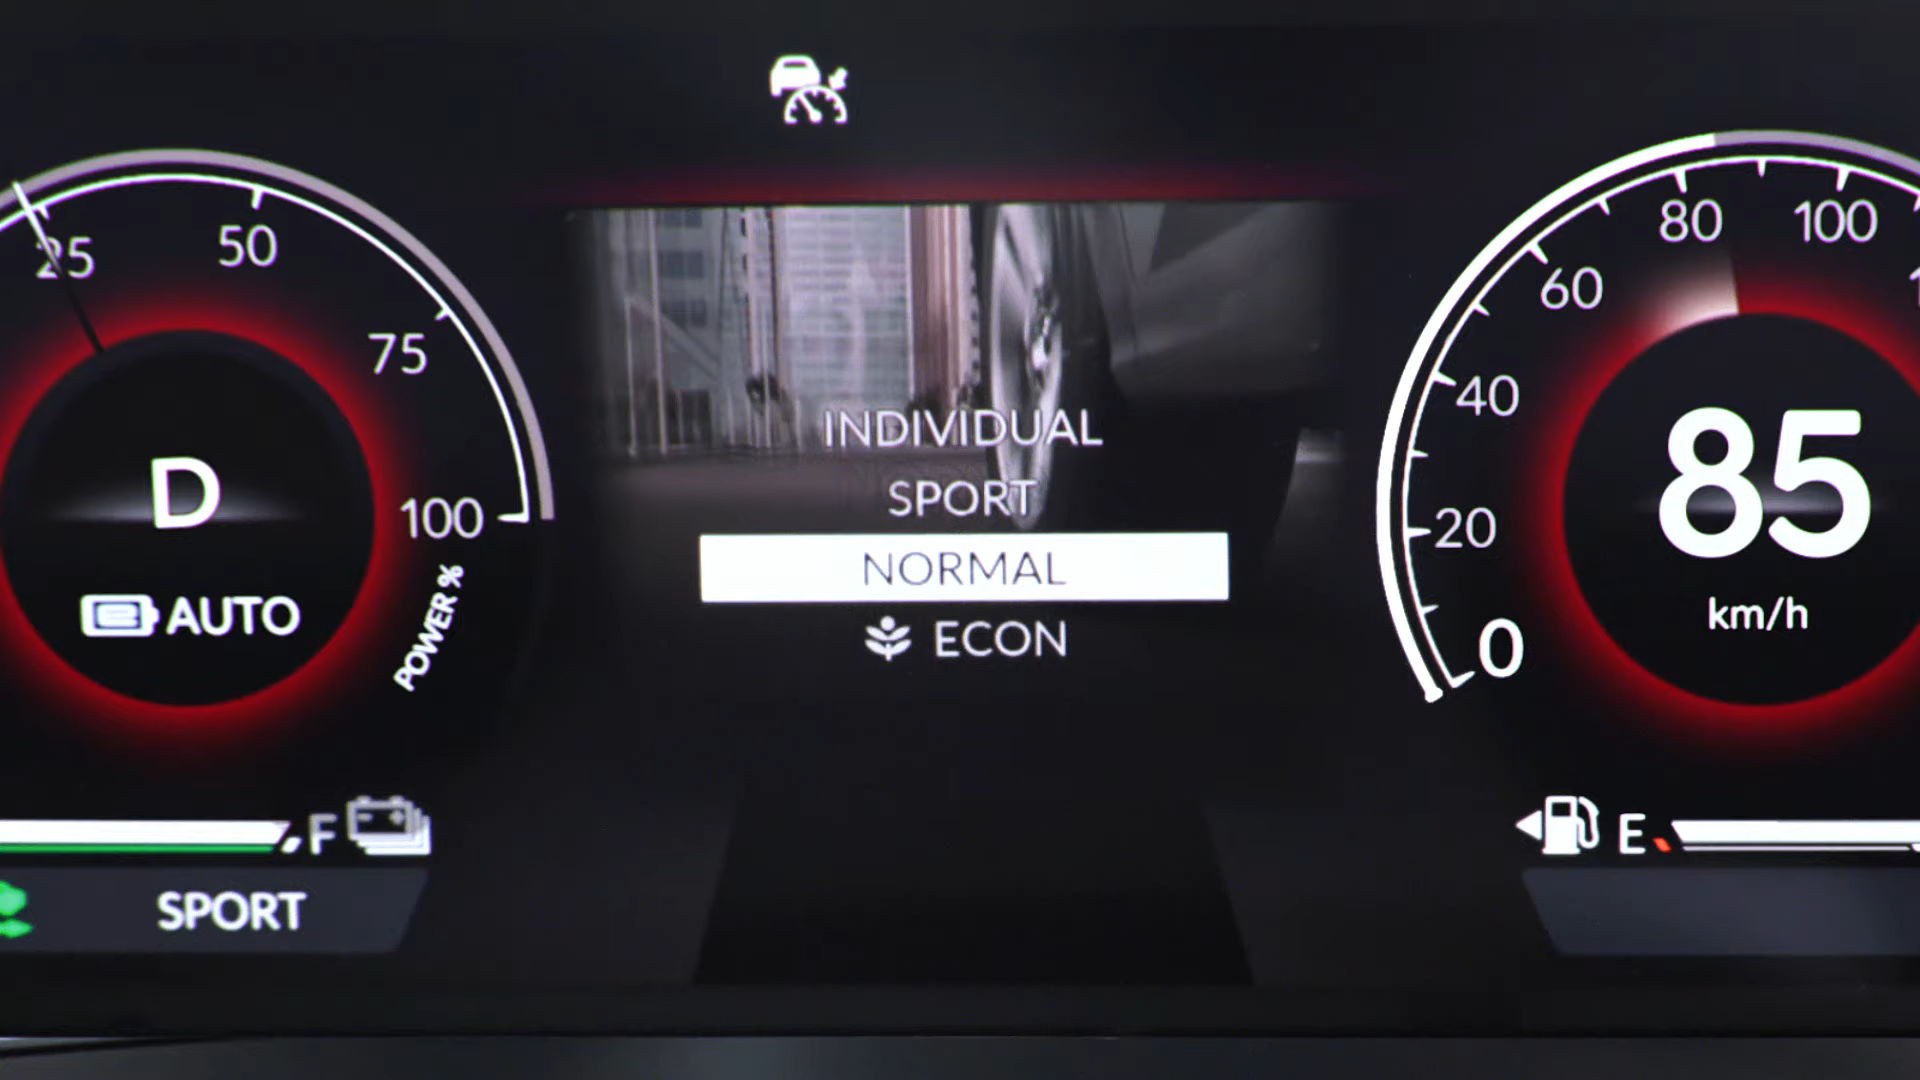 25
50
75
100
POWER %
D
AUTO
F
SPORT
INDIVIDUAL
SPORT
NORMAL
ECON
80
100
60
40
20
0
85
km/h
E